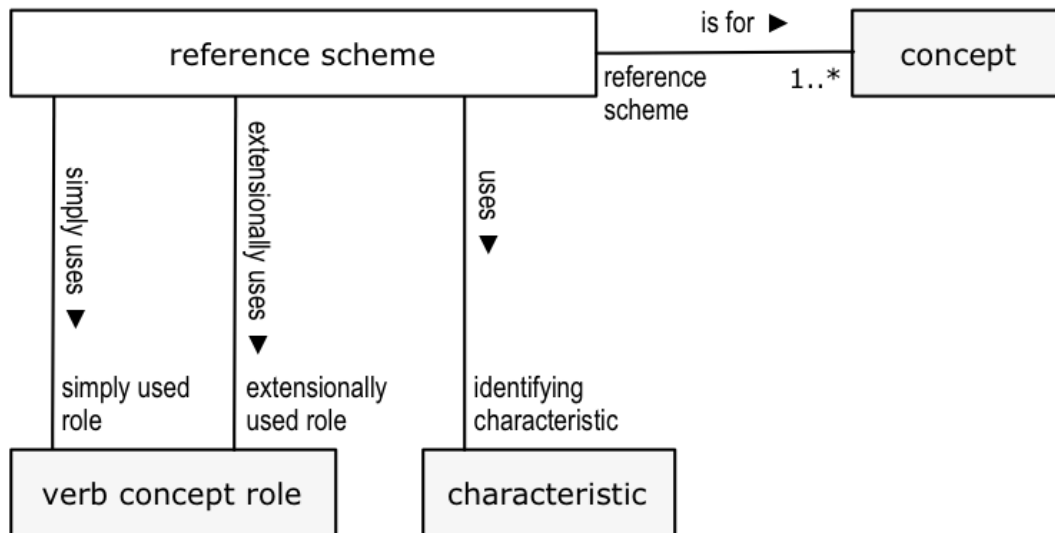 is for ►
reference scheme
concept
reference
scheme
1..*
simply uses ►
extensionally uses ►
uses ►
simply used
role
extensionally
used role
identifying
characteristic
verb concept role
characteristic